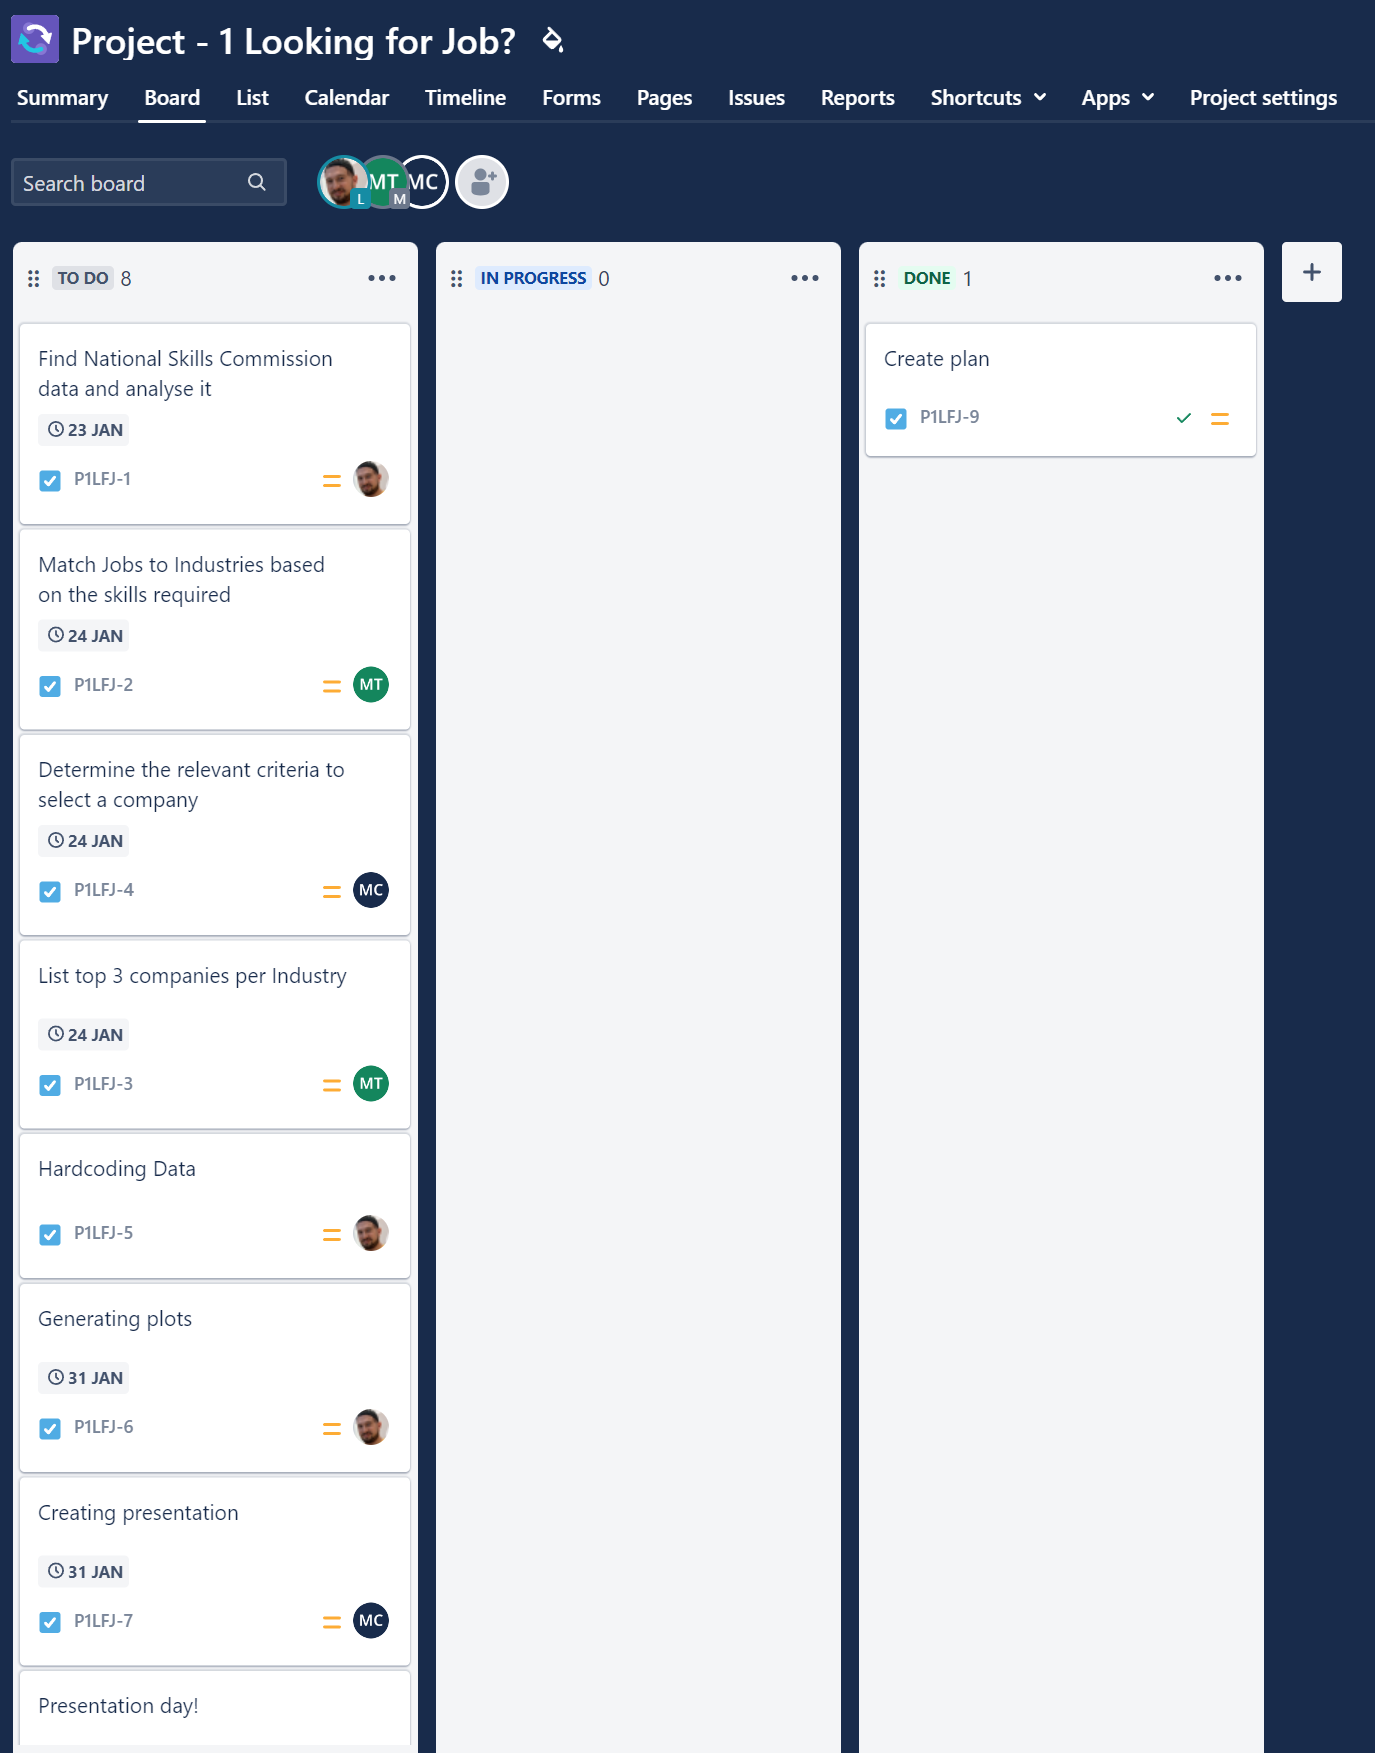 Project - 1 Looking for Job?
Summary Board List Calendar Timeline Forms Pages Issues Reports Shortcuts Apps Project settings
Search board
L MT M MC
TO DO 8
Find National Skills Commission
data and analyse it
23 JAN
P1LFJ-1
Match Jobs to Industries based
on the skills required
24 JAN
P1LFJ-2 MT
Determine the relevant criteria to
select a company
24 JAN
P1LFJ-4 MC
List top 3 companies per Industry
24 JAN
P1LFJ-3 MT
Hardcoding Data
P1LFJ-5
Generating plots
31 JAN
P1LFJ-6
Creating presentation
31 JAN
P1LFJ-7 MC
Presentation day!
IN PROGRESS 0
DONE 1
Create plan
P1LFJ-9